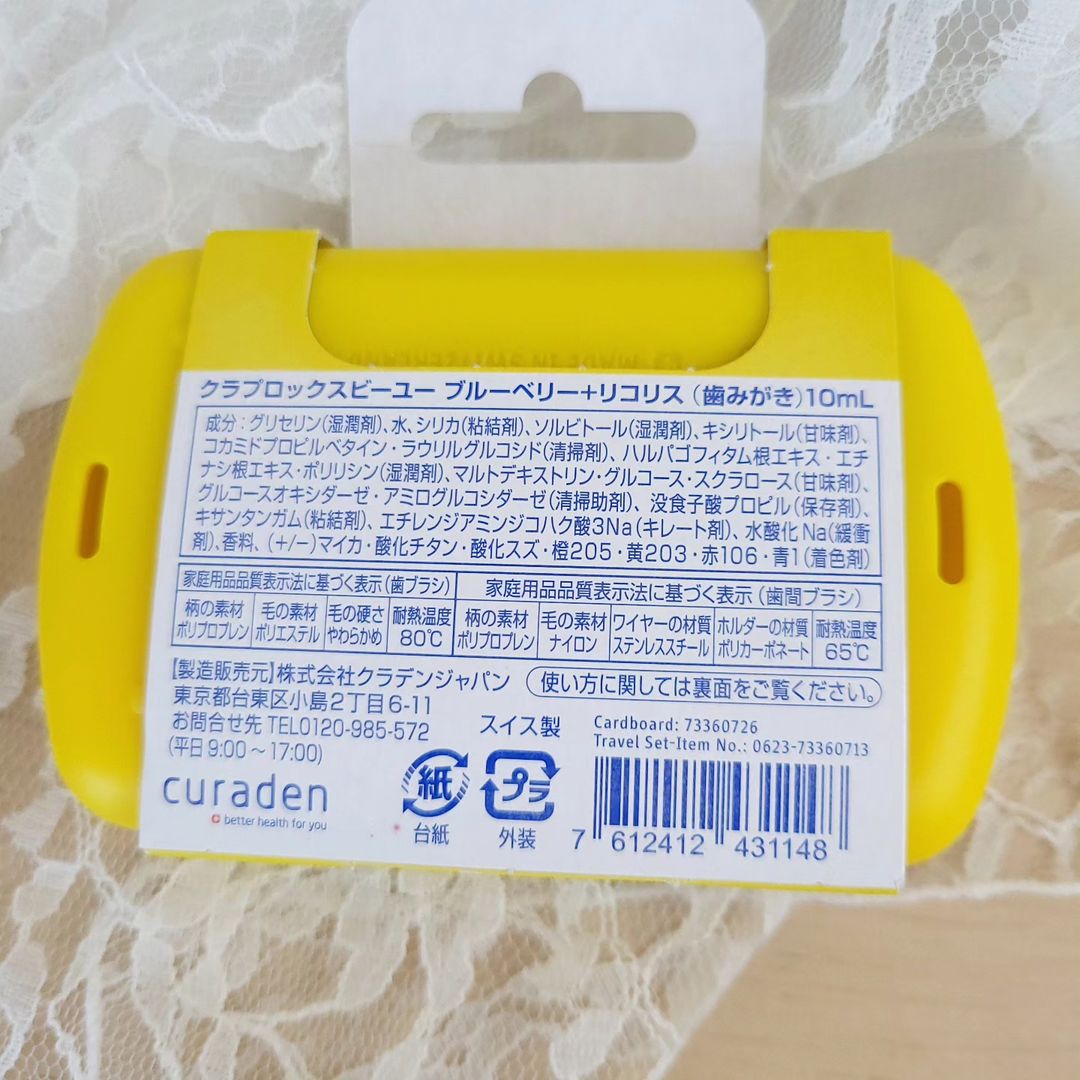 MADE IN SWITZERLAND
クラプロックスビーユー ブルーベリー+リコリス (歯みがき)10mL
成分:グリセリン(湿潤剤)、水、シリカ(粘結剤)、ソルビトール(湿潤剤)、キシリトール(甘味剤)、
コカミドプロピルベタイン・ラウリルグルコシド(清掃剤)、ハルパゴフィタム根エキス・エチ
ナシ根エキス・ポリリシン(湿潤剤)、マルトデキストリン・グルコース・スクラロース(甘味剤)、
グルコースオキシダーゼ・アミログルコシダーゼ(清掃助剤)、没食子酸プロピル(保存剤)、
キサンタンガム(粘結剤)、エチレンジアミンジコハク酸3Na(キレート剤)、水酸化Na(緩衝
剤)、香料、(+/−)マイカ・酸化チタン・酸化スズ・橙205・黄203・赤106・青1(着色剤)
家庭用品品質表示法に基づく表示(歯ブラシ) 家庭用品品質表示法に基づく表示(歯間ブラシ)
柄の素材 毛の素材 毛の硬さ 耐熱温度 柄の素材 毛の素材 ワイヤーの材質 ホルダーの材質 耐熱温度
ポリプロプレン ポリエステル やわらかめ 80℃ ポリプロプレン ナイロン ステンレススチール ポリカーボネート 65℃
【製造販売元】株式会社クラデンジャパン
使い方に関しては裏面をご覧ください。
東京都台東区小島2丁目6-11
お問合せ先 TEL0120-985-572
(平日9:00〜17:00)
スイス製
Cardboard: 73360726
Travel Set-Item No.: 0623-73360713
curaden
better health for you
紙
台紙
プラ
外装
7 612412 431148